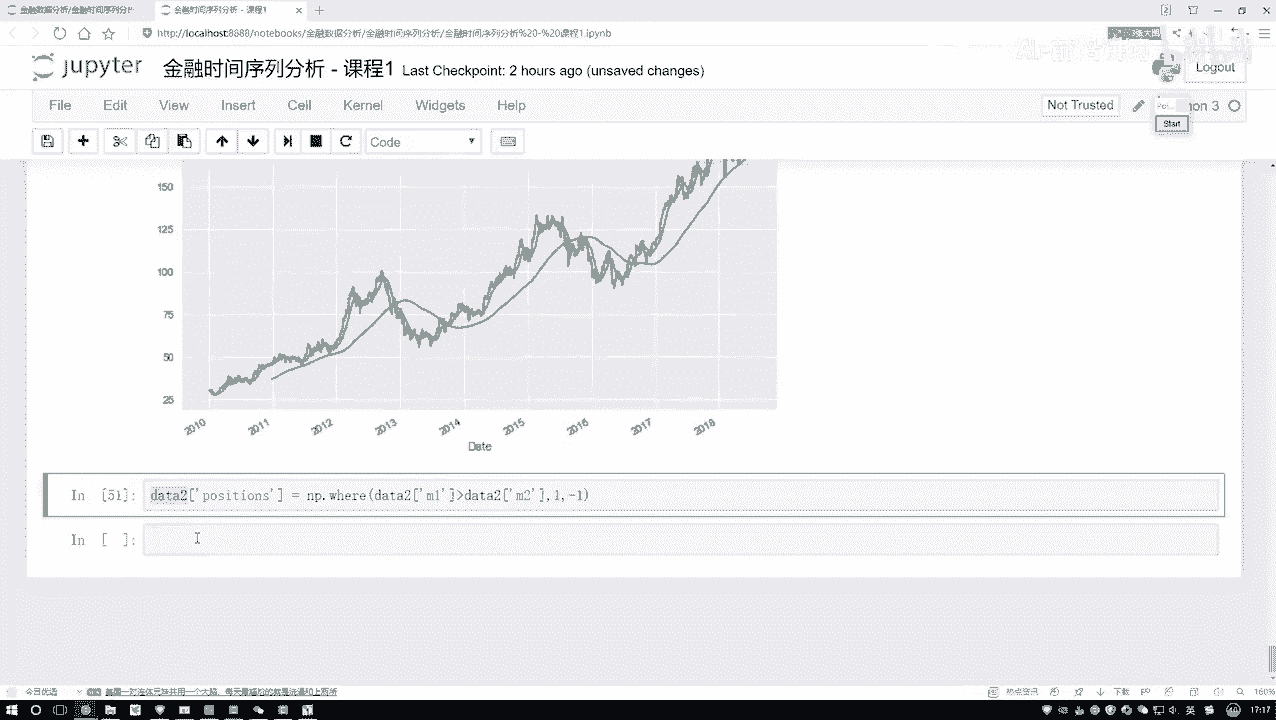 金融数据分析/金融时间序列分析
金融时间序列分析 - 课程1
http://localhost:8888/notebooks/金融数据分析/金融时间序列分析/金融时间序列分析%20-%20课程1.ipynb
jupyter 金融时间序列分析 - 课程1 Last Checkpoint: 2 hours ago (unsaved changes)
Logout
File Edit View Insert Cell Kernel Widgets Help
Not Trusted
Start
Code
150
125
100
75
50
25
2010 2011 2012 2013 2014 2015 2016 2017 2018
Date
In [51]: data2['positions'] = np.where(data2['m1']>data2['m2'],1,-1)
In [ ]:
今日优选
热点资讯
下载
160%
英
17:17